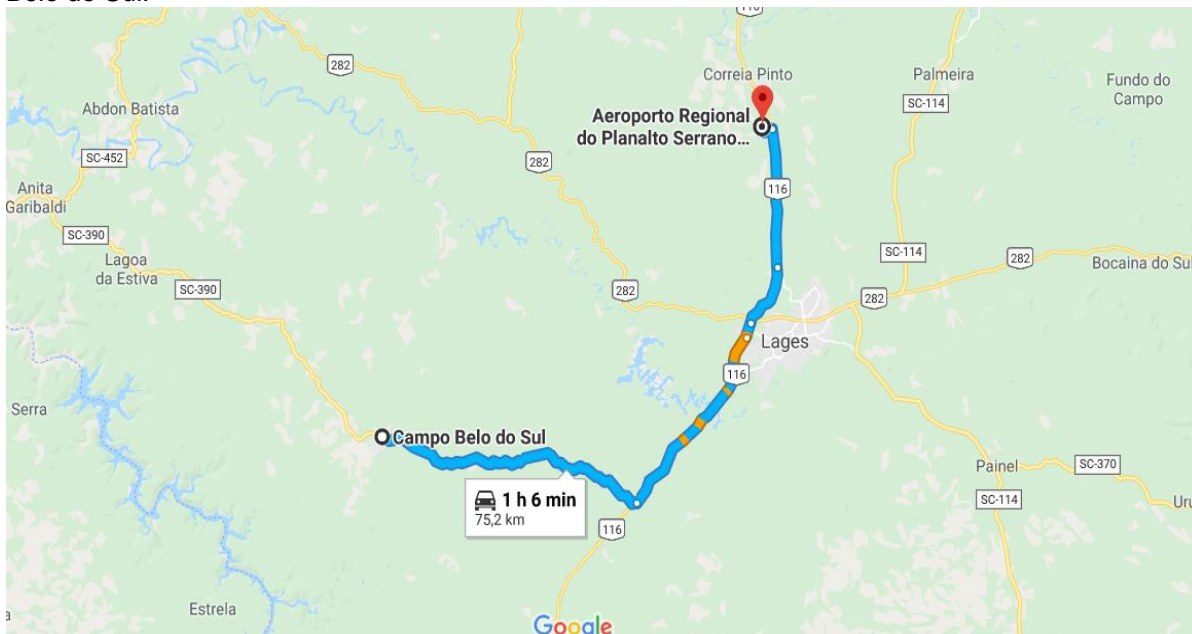 Belo do Sul.
116
Correia Pinto
Palmeira
Fundo do
Campo
282
Abdon Batista
Aeroporto Regional
do Planalto Serrano...
SC-114
282
SC-452
116
Anita
Garibaldi
SC-390
Lagoa
da Estiva
SC-390
SC-114
282
Bocaina do Sul
282
282
Lages
116
Serra
Campo Belo do Sul
1 h 6 min
75,2 km
Painel
SC-370
SC-114
Uru
116
Estrela
Google